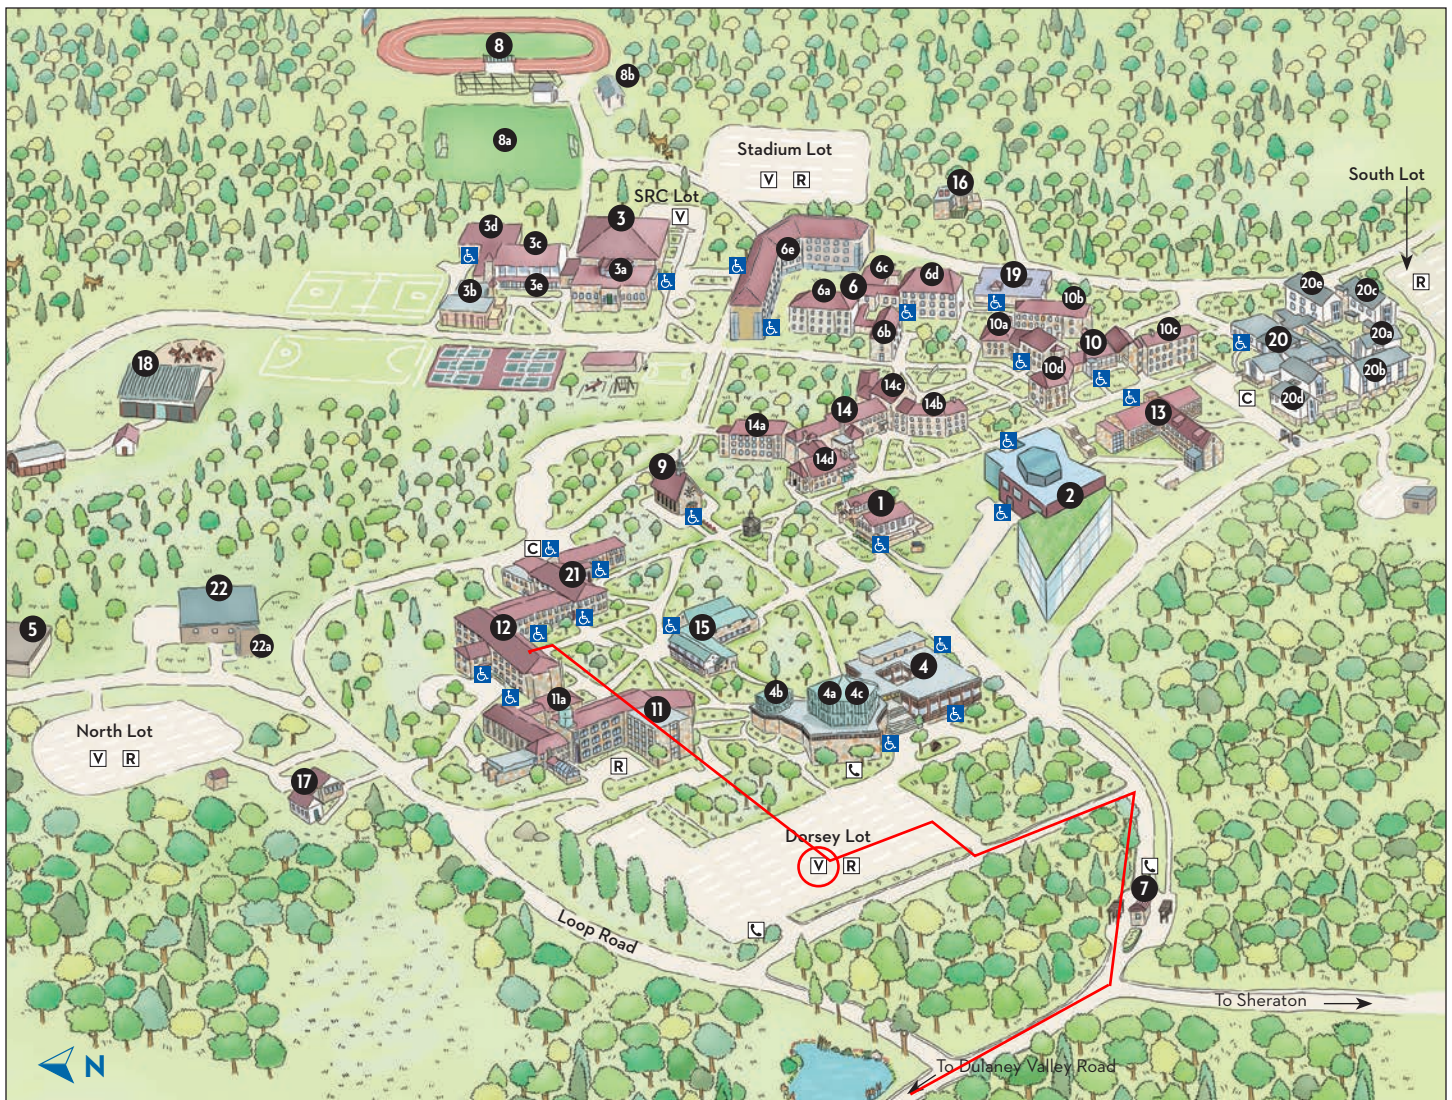 8
8b
8a
Stadium Lot
V R
South Lot
16
SRC Lot
V
3
3d
3c
6e
3a
6c
19
R
3e
6d
20e
20c
3b
6a
6
10b
6b
10a
10
10c
20
20a
18
10d
20b
14c
C
20d
14
14b
13
14a
14d
9
2
1
C
21
22
12
15
5
22a
4
4b
4a
4c
11a
11
North Lot
V R
R
17
Dorsey Lot
V R
7
Loop Road
To Sheraton
To Dulaney Valley Road
N